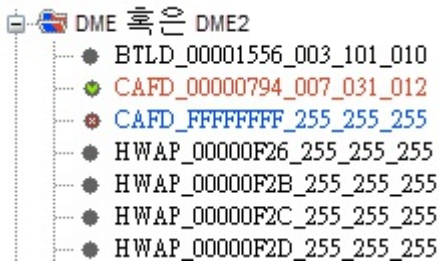 DME 혹은 DME2
BTLD_00001556_003_101_010
CAFD_00000794_007_031_012
CAFD_FFFFFFFF_255_255_255
HWAP_00000F26_255_255_255
HWAP_00000F2B_255_255_255
HWAP_00000F2C_255_255_255
HWAP_00000F2D_255_255_255